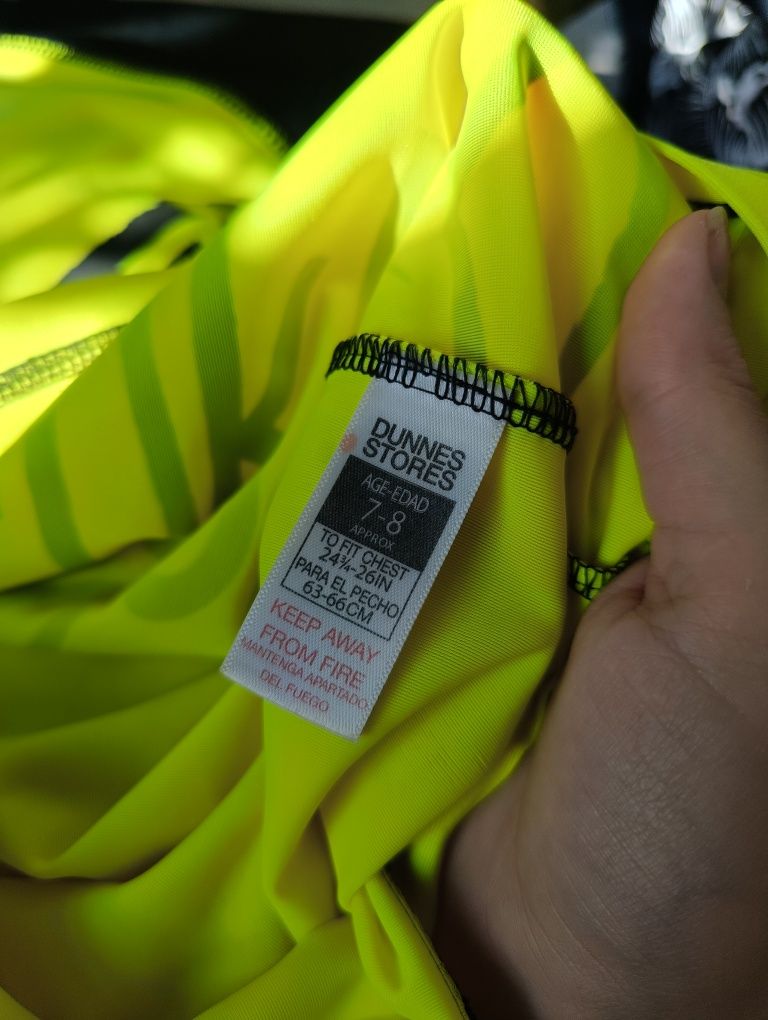 DUNNES
STORES
AGE-EDAD
7-8
APPROX
TO FIT CHEST
24¾-26IN
PARA EL PECHO
63-66CM
KEEP AWAY
FROM FIRE
MANTENGA APARTADO
DEL FUEGO